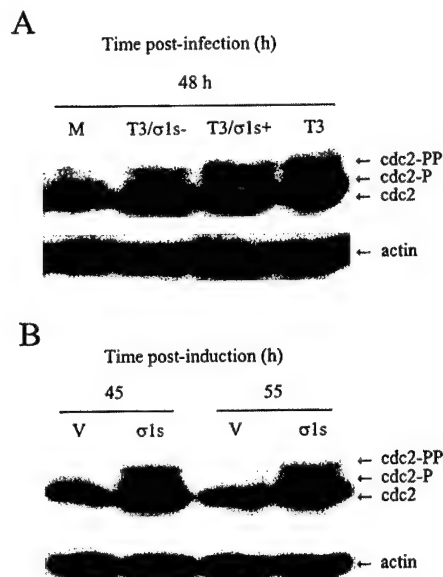 A
Time post-infection (h)
48 h
M T3/σ1s- T3/σ1s+ T3
← cdc2-PP
← cdc2-P
← cdc2
← actin
B
Time post-induction (h)
45 55
V σ1s V σ1s
← cdc2-PP
← cdc2-P
← cdc2
← actin